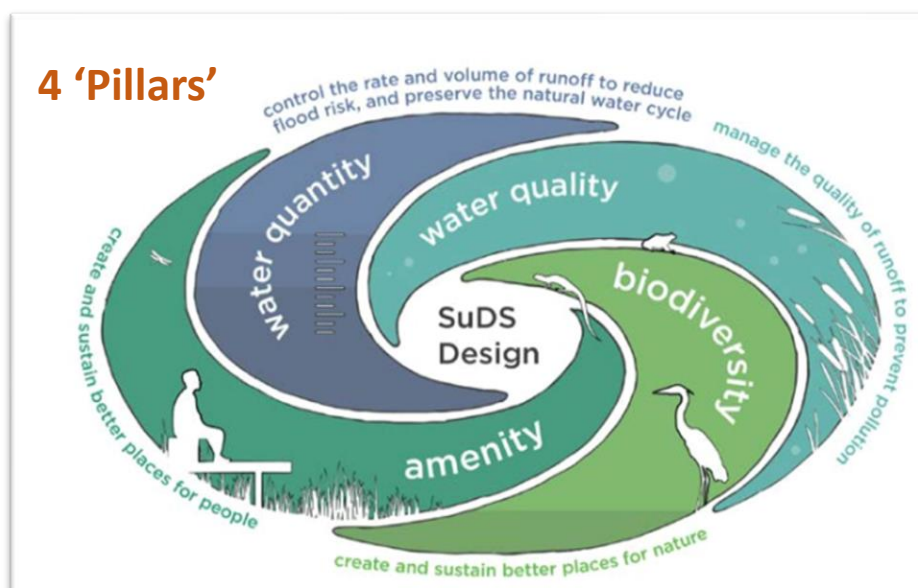 4 ‘Pillars’
control the rate and volume of runoff to reduce
flood risk, and preserve the natural water cycle
manage the quality of runoff to prevent pollution
water quantity
water quality
biodiversity
SuDS
Design
amenity
create and sustain better places for people
create and sustain better places for nature